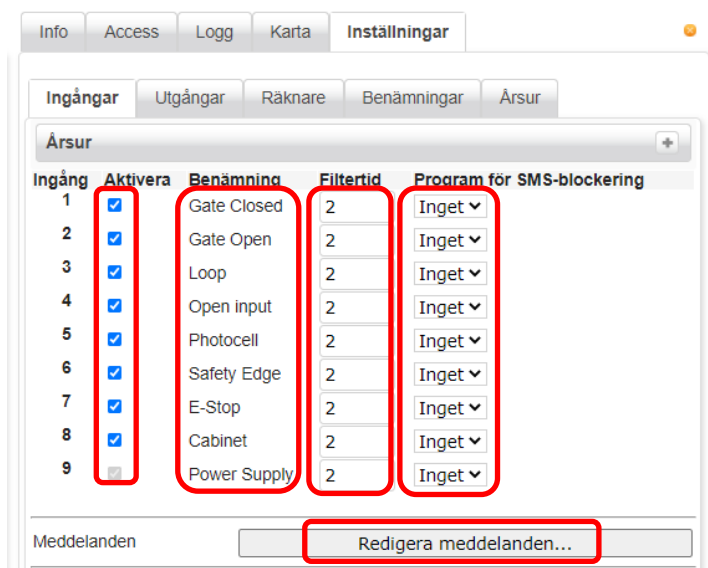 Info Access Logg Karta Inställningar
Ingångar Utgångar Räknare Benämningar Årsur
Årsur
Ingång Aktivera Benämning Filtertid Program för SMS-blockering
1 Gate Closed 2 Inget
2 Gate Open 2 Inget
3 Loop 2 Inget
4 Open input 2 Inget
5 Photocell 2 Inget
6 Safety Edge 2 Inget
7 E-Stop 2 Inget
8 Cabinet 2 Inget
9 Power Supply 2 Inget
Meddelanden Redigera meddelanden...